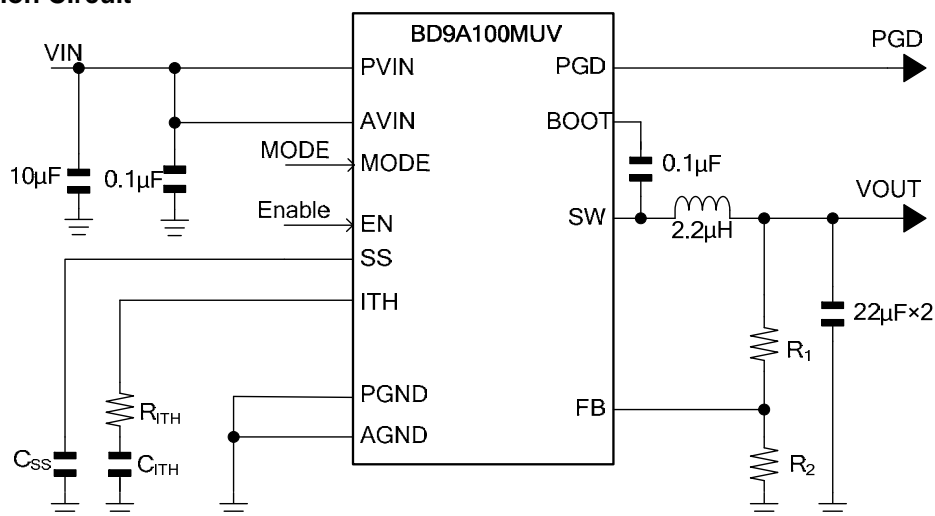 ion Circuit
BD9A100MUV
VIN
PVIN
PGD
PGD
AVIN
BOOT
MODE
MODE
10μF
0.1μF
0.1μF
Enable
EN
SW
2.2μH
VOUT
SS
ITH
22μF×2
R1
PGND
FB
RITH
AGND
CSS
CITH
R2